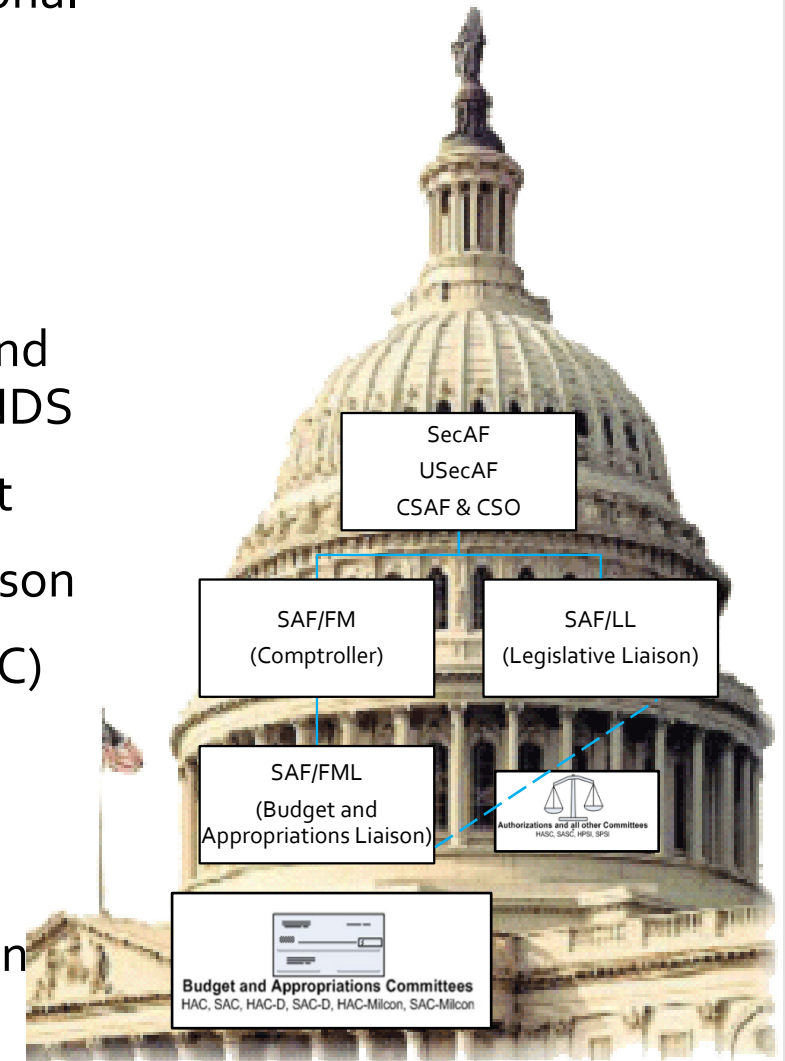 nd
IDS
t
son
C)
n
SecAF
USecAF
CSAF & CSO
SAF/FM
(Comptroller)
SAF/LL
(Legislative Liaison)
SAF/FML
(Budget and
Appropriations Liaison)
Authorizations and all other Committees
HASC, SASC, HPSI, SPSI
Budget and Appropriations Committees
HAC, SAC, HAC-D, SAC-D, HAC-Milcon, SAC-Milcon